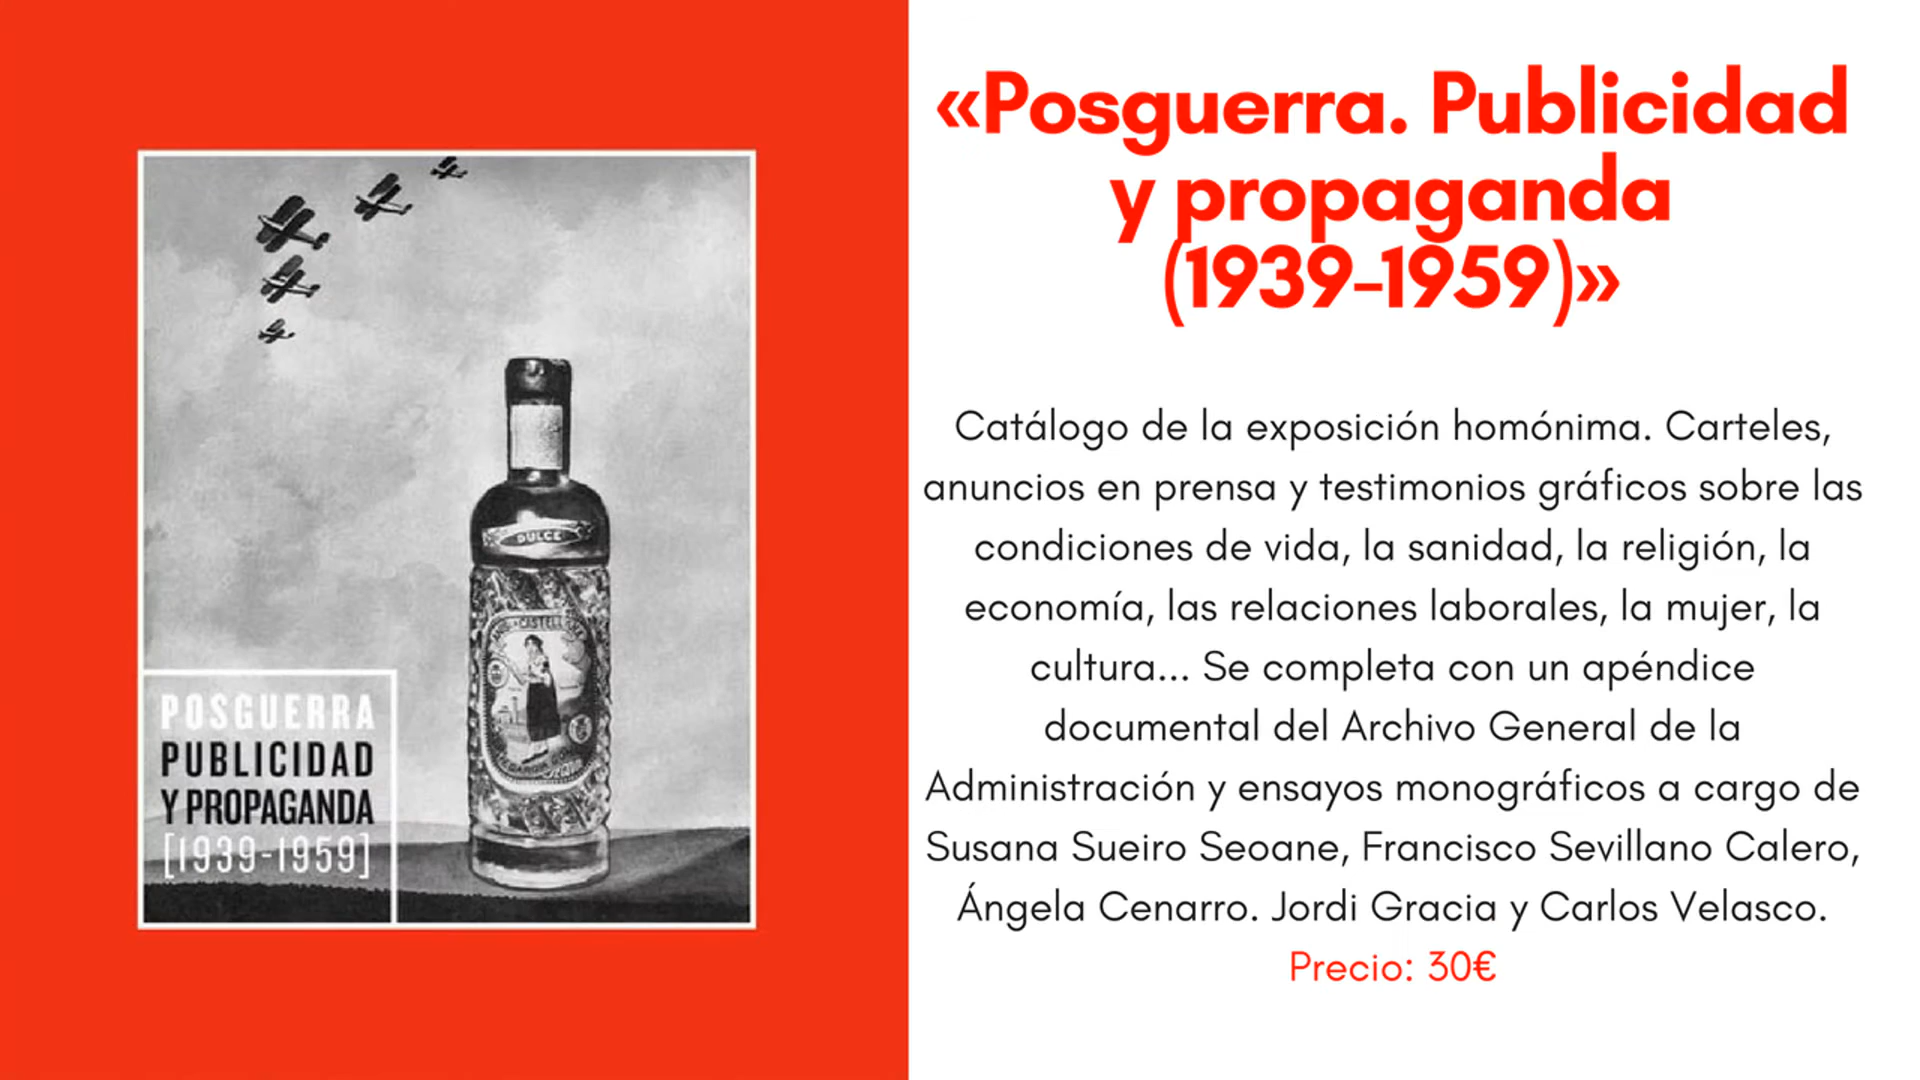 «Posguerra. Publicidad
y propaganda
(1939-1959)»
Catálogo de la exposición homónima. Carteles,
anuncios en prensa y testimonios gráficos sobre las
condiciones de vida, la sanidad, la religión, la
economía, las relaciones laborales, la mujer, la
cultura... Se completa con un apéndice
documental del Archivo General de la
Administración y ensayos monográficos a cargo de
Susana Sueiro Seoane, Francisco Sevillano Calero,
Ángela Cenarro. Jordi Gracia y Carlos Velasco.
Precio: 30€
DULCE
POSGUERRA
PUBLICIDAD
Y PROPAGANDA
[1939-1959]